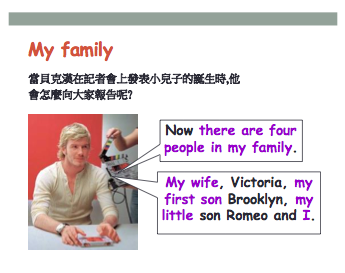 My family
當貝克漢在記者會上發表小兒子的誕生時,他
會怎麼向大家報告呢?
Now there are four
people in my family.
My wife, Victoria, my
first son Brooklyn, my
little son Romeo and I.